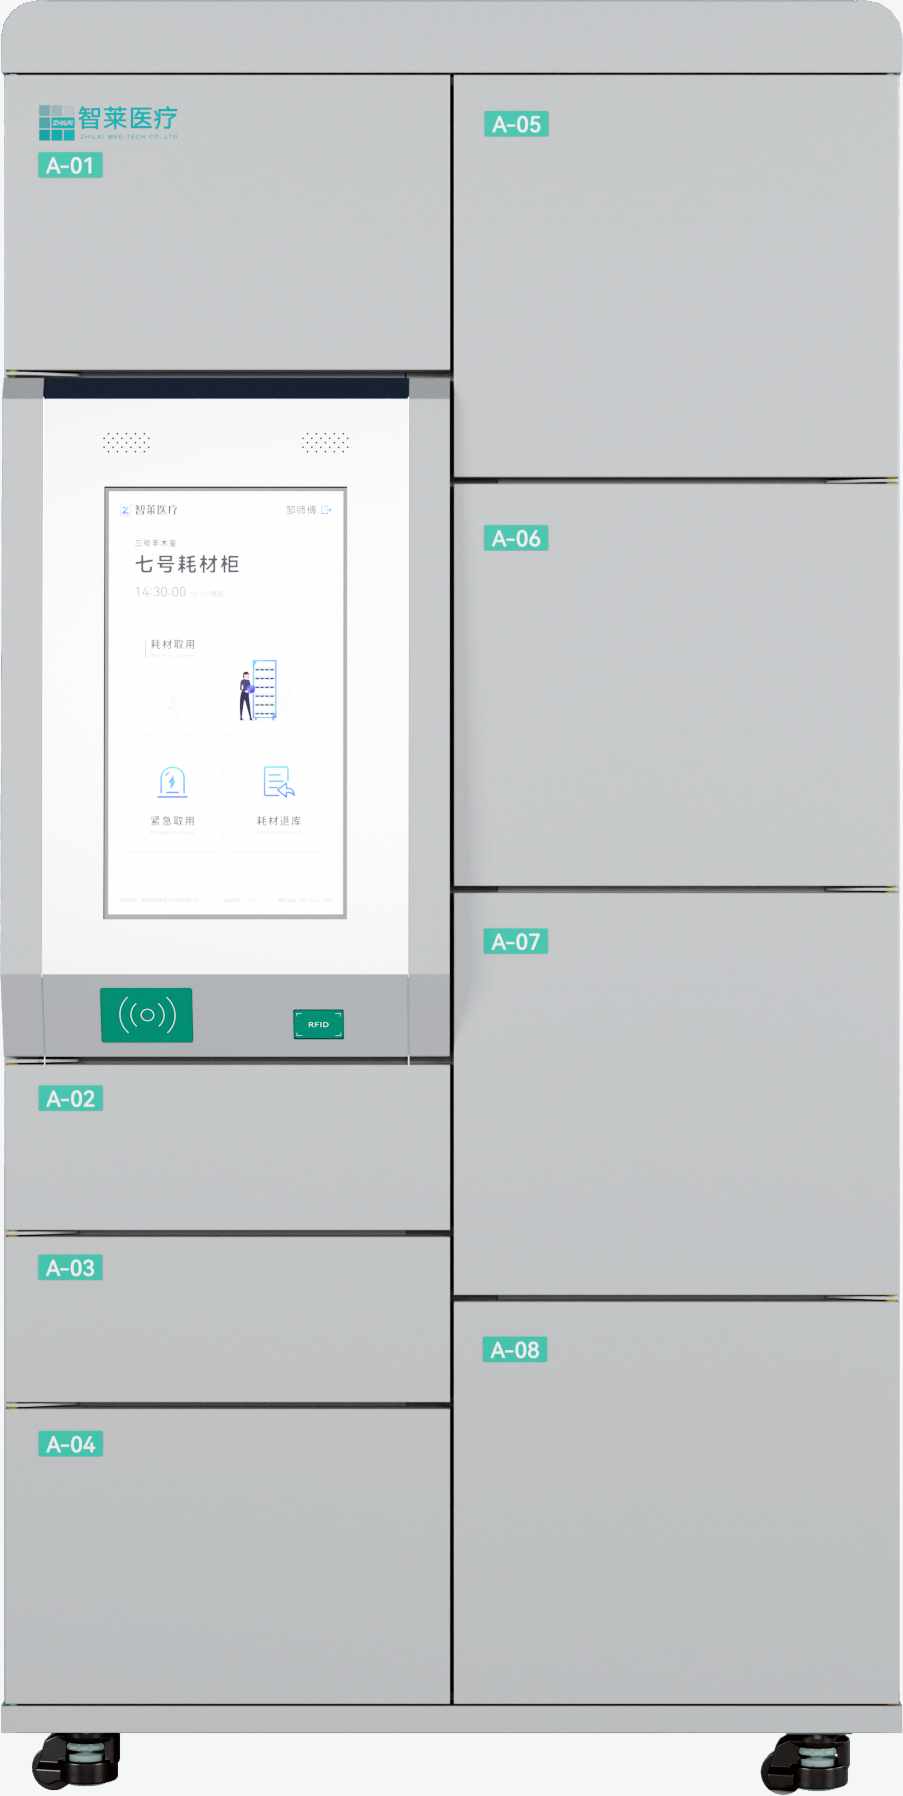 智莱医疗
ZHILAI
ZHILAI MED TECH CO.,LTD
A-01
A-05
智莱医疗
邹师傅
三号手术室
七号耗材柜
14:30:00
耗材取用
紧急取用
耗材退库
A-06
A-07
RFID
A-02
A-03
A-08
A-04